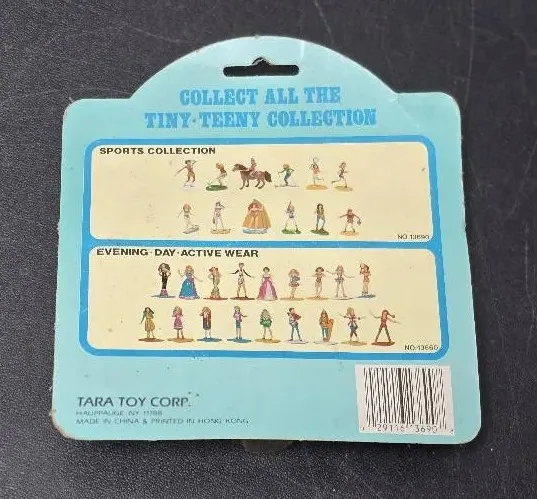 COLLECT ALL THE
TINY·TEENY COLLECTION
SPORTS COLLECTION
NO. 13690
EVENING·DAY·ACTIVE WEAR
NO. 13660
TARA TOY CORP.
HAUPPAUGE, NY 11788
MADE IN CHINA & PRINTED IN HONG KONG